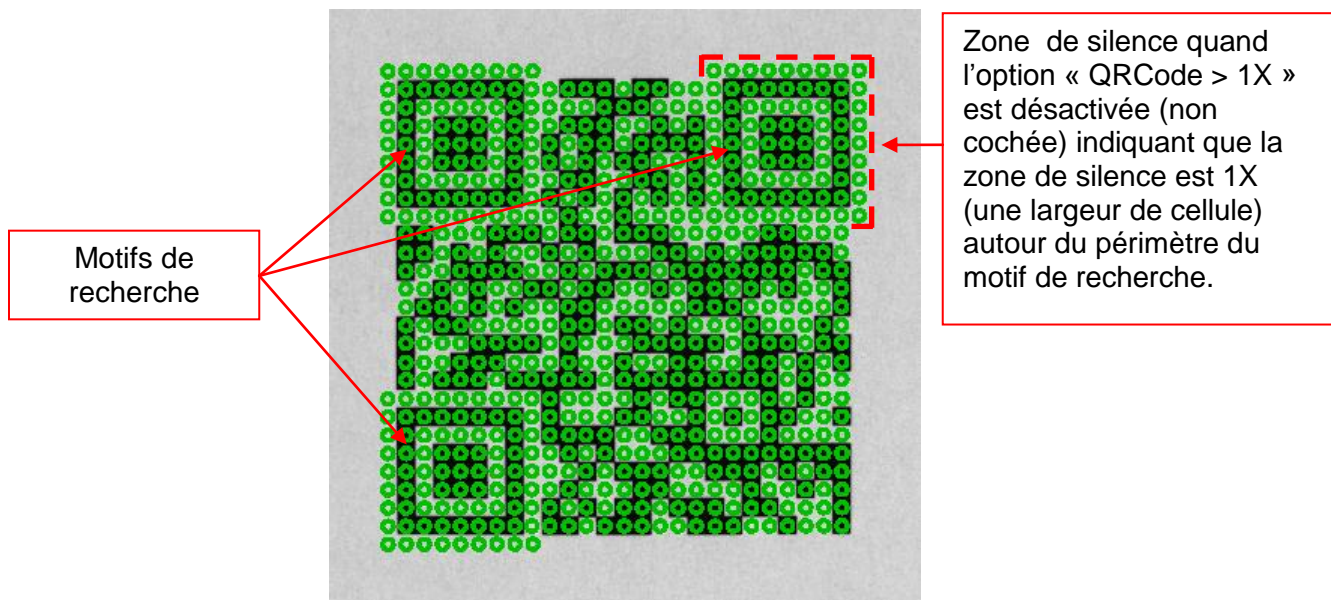 Motifs de
recherche
Zone de silence quand
l'option « QRCode > 1X »
est désactivée (non
cochée) indiquant que la
zone de silence est 1X
(une largeur de cellule)
autour du périmètre du
motif de recherche.